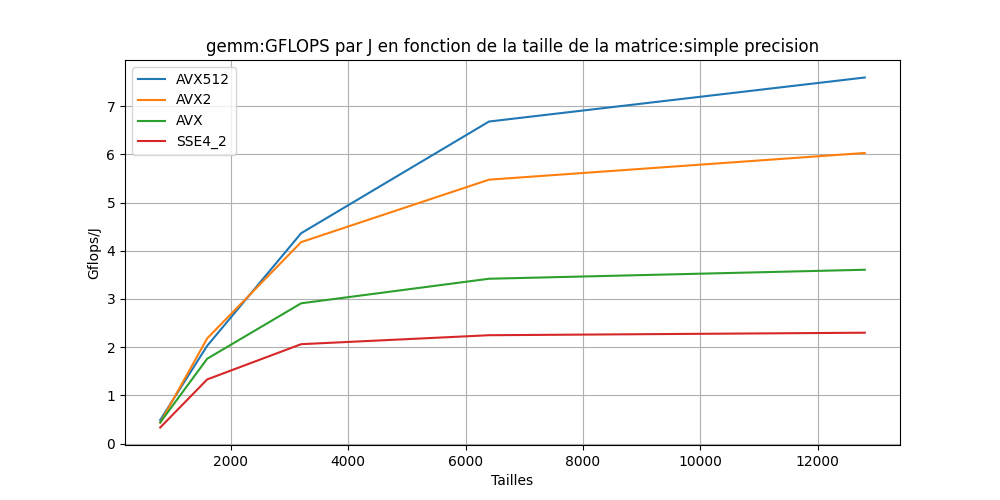 gemm:GFLOPS par J en fonction de la taille de la matrice:simple precision
AVX512
AVX2
AVX
SSE4_2
7
6
5
4
3
2
1
0
Gflops/J
2000
4000
6000
8000
10000
12000
Tailles